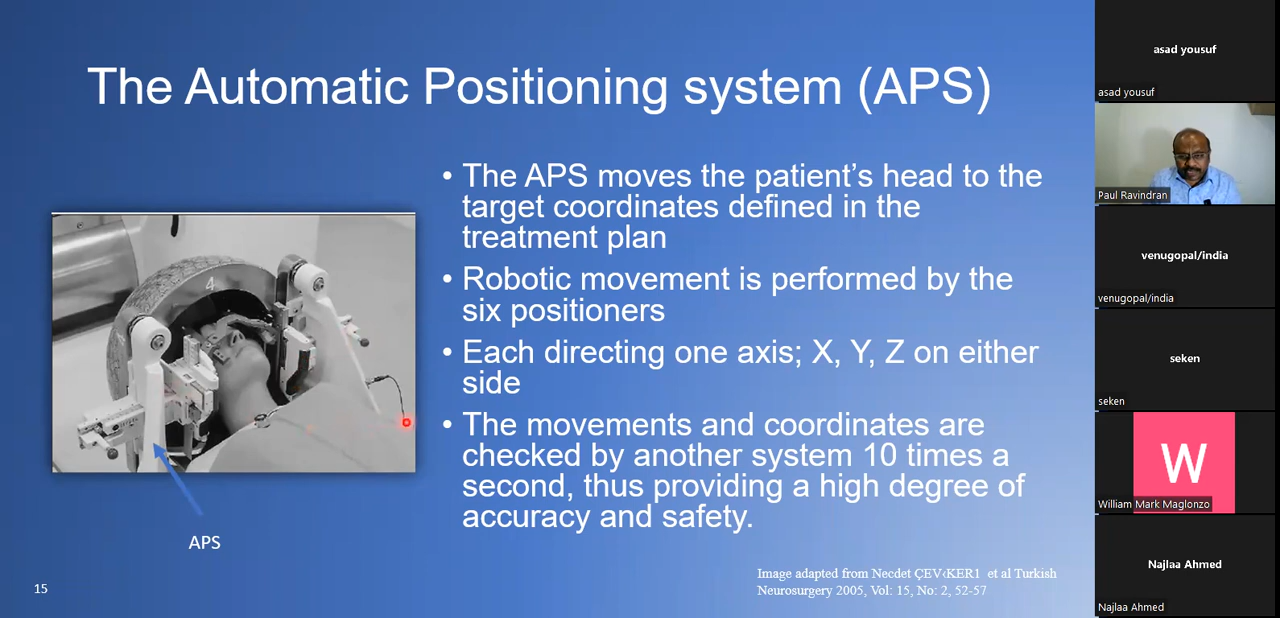 The Automatic Positioning system (APS)
• The APS moves the patient’s head to the
target coordinates defined in the
treatment plan
• Robotic movement is performed by the
six positioners
• Each directing one axis; X, Y, Z on either
side
• The movements and coordinates are
checked by another system 10 times a
second, thus providing a high degree of
accuracy and safety.
4
APS
Image adapted from Necdet ÇEV‹KER1 et al Turkish
Neurosurgery 2005, Vol: 15, No: 2, 52-57
15
asad yousuf
asad yousuf
Paul Ravindran
venugopal/india
venugopal/india
seken
seken
W
William Mark Maglonzo
Najlaa Ahmed
Najlaa Ahmed